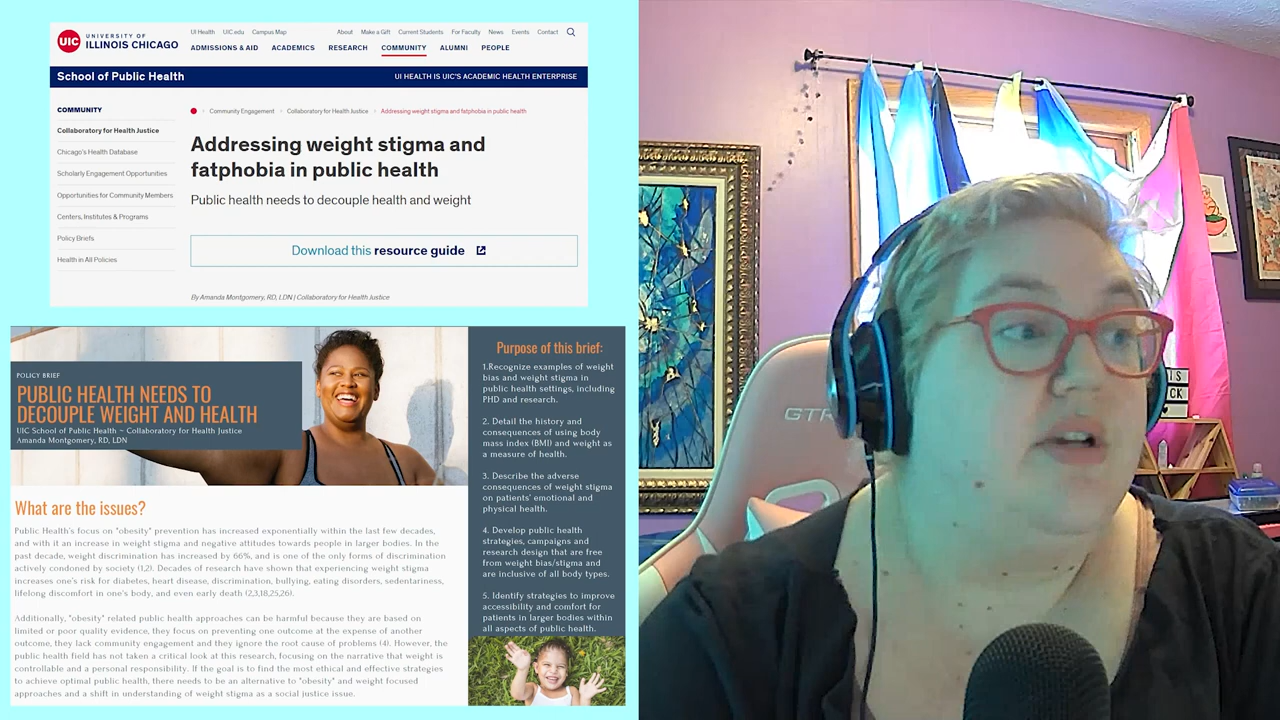 UIC
UNIVERSITY OF
ILLINOIS CHICAGO
UI Health UIC.edu Campus Map
About Make a Gift Current Students For Faculty News Events Contact
ADMISSIONS & AID ACADEMICS RESEARCH COMMUNITY ALUMNI PEOPLE
School of Public Health
UI HEALTH IS UIC'S ACADEMIC HEALTH ENTERPRISE
COMMUNITY
Collaboratory for Health Justice
Chicago's Health Database
Scholarly Engagement Opportunities
Opportunities for Community Members
Centers, Institutes & Programs
Policy Briefs
Health in All Policies
Community Engagement Collaboratory for Health Justice Addressing weight stigma and fatphobia in public health
Addressing weight stigma and
fatphobia in public health
Public health needs to decouple health and weight
Download this resource guide
By Amanda Montgomery, RD, LDN | Collaboratory for Health Justice
POLICY BRIEF
PUBLIC HEALTH NEEDS TO
DECOUPLE WEIGHT AND HEALTH
UIC School of Public Health ~ Collaboratory for Health Justice
Amanda Montgomery, RD, LDN
What are the issues?
Public Health's focus on "obesity" prevention has increased exponentially within the last few decades,
and with it an increase in weight stigma and negative attitudes towards people in larger bodies. In the
past decade, weight discrimination has increased by 66%, and is one of the only forms of discrimination
actively condoned by society (1,2). Decades of research have shown that experiencing weight stigma
increases one's risk for diabetes, heart disease, discrimination, bullying, eating disorders, sedentariness,
lifelong discomfort in one's body, and even early death (2,3,18,25,26).
Additionally, "obesity" related public health approaches can be harmful because they are based on
limited or poor quality evidence, they focus on preventing one outcome at the expense of another
outcome, they lack community engagement and they ignore the root cause of problems (4). However, the
public health field has not taken a critical look at this research, focusing on the narrative that weight is
controllable and a personal responsibility. If the goal is to find the most ethical and effective strategies
to achieve optimal public health, there needs to be an alternative to "obesity" and weight focused
approaches and a shift in understanding of weight stigma as a social justice issue.
Purpose of this brief:
1.Recognize examples of weight
bias and weight stigma in
public health settings, including
PHD and research.
2. Detail the history and
consequences of using body
mass index (BMI) and weight as
a measure of health.
3. Describe the adverse
consequences of weight stigma
on patients' emotional and
physical health.
4. Develop public health
strategies, campaigns and
research design that are free
from weight bias/stigma and
are inclusive of all body types.
5. Identify strategies to improve
accessibility and comfort for
patients in larger bodies within
all aspects of public health.
GTR